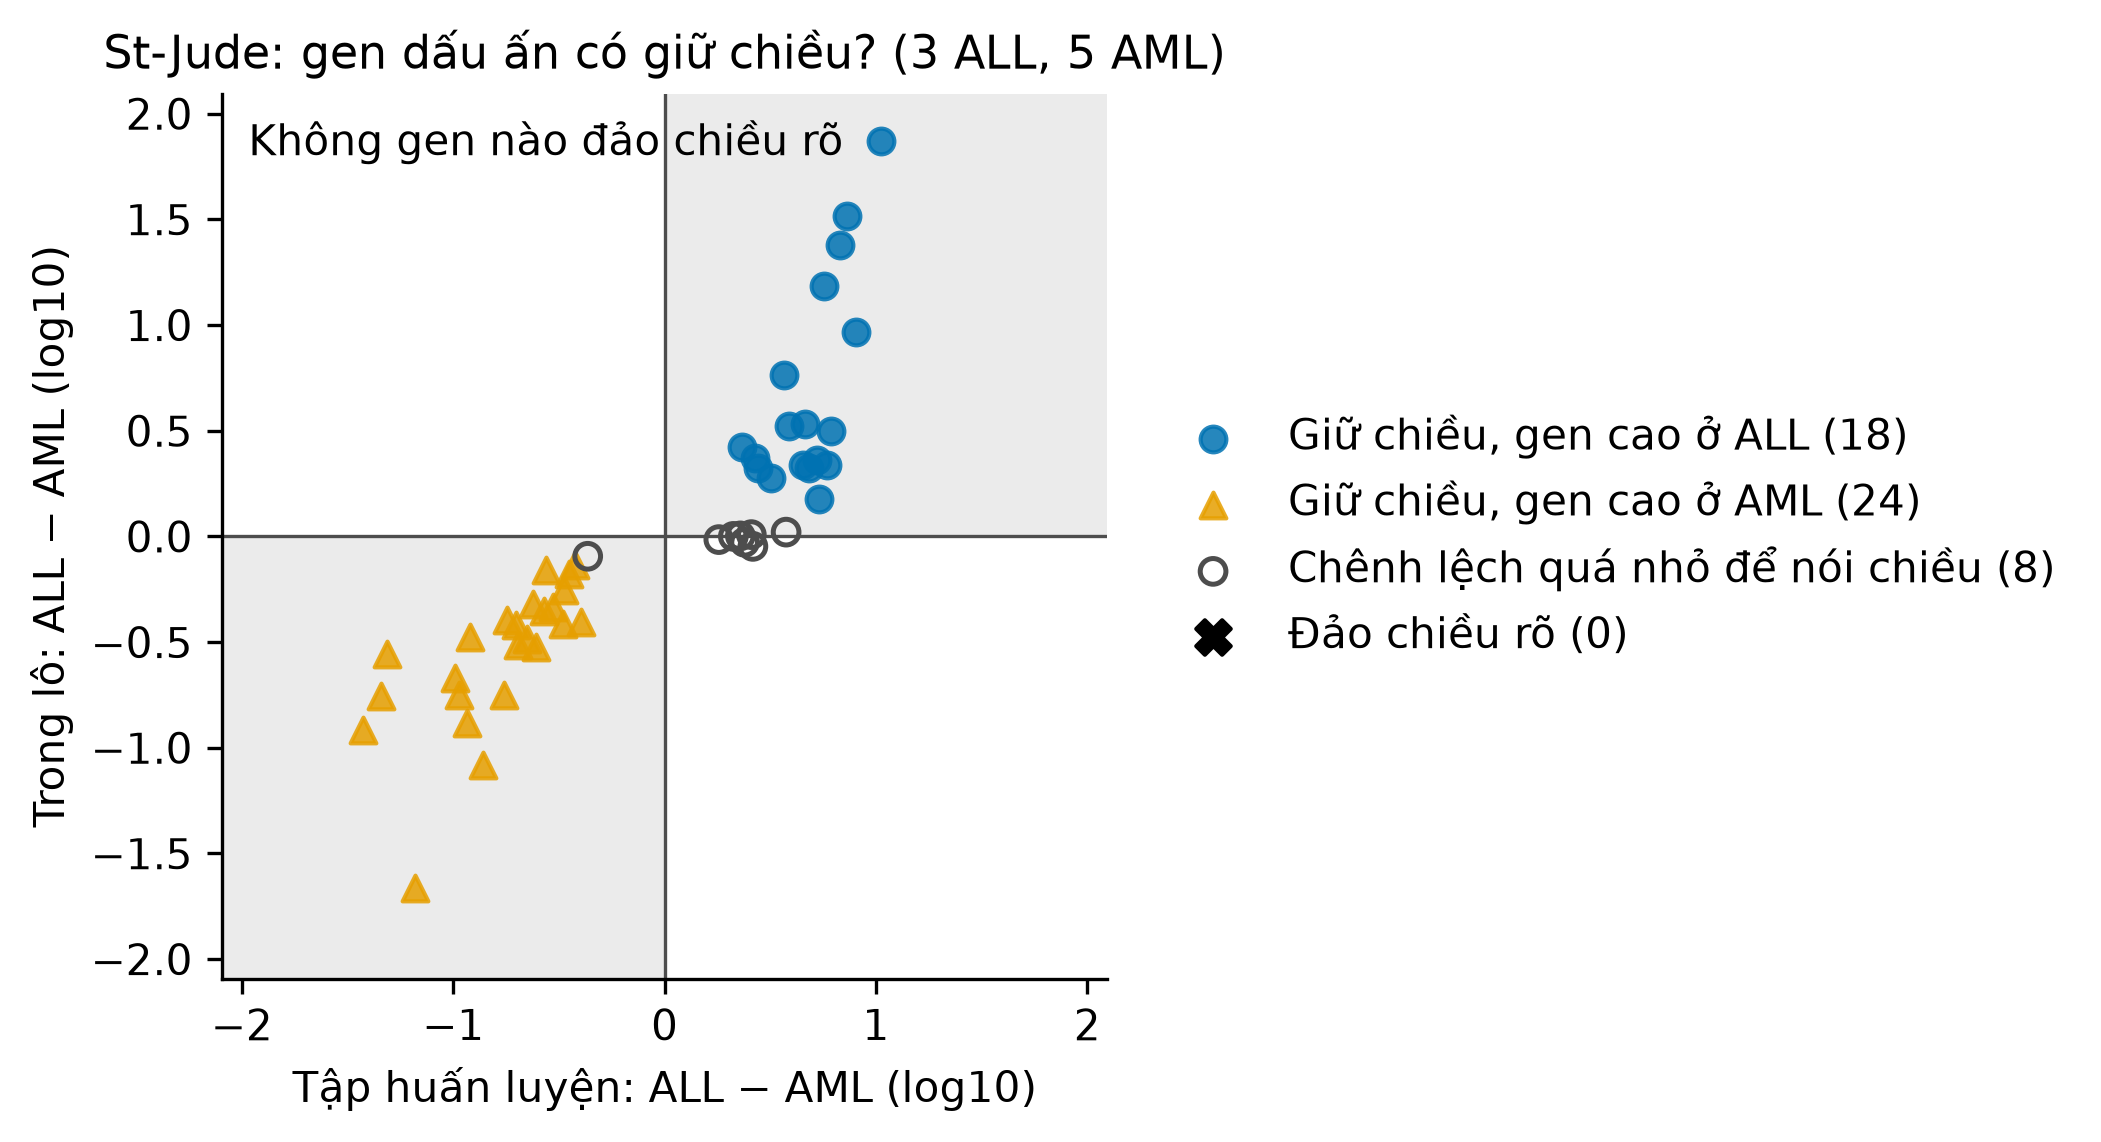 St-Jude: gen dấu ấn có giữ chiều? (3 ALL, 5 AML)
Không gen nào đảo chiều rõ
Trong lô: ALL − AML (log10)
2.0
1.5
1.0
0.5
0.0
−0.5
−1.0
−1.5
−2.0
−2 −1 0 1 2
Tập huấn luyện: ALL − AML (log10)
Giữ chiều, gen cao ở ALL (18)
Giữ chiều, gen cao ở AML (24)
Chênh lệch quá nhỏ để nói chiều (8)
Đảo chiều rõ (0)